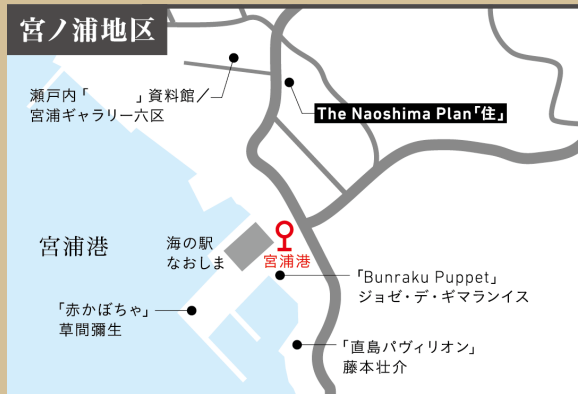 宮ノ浦地区
瀬戸内「　　　」資料館／
宮浦ギャラリー六区
The Naoshima Plan「住」
宮浦港
海の駅
なおしま
宮浦港
「Bunraku Puppet」
ジョゼ・デ・ギマランイス
「赤かぼちゃ」
草間彌生
「直島パヴィリオン」
藤本壮介